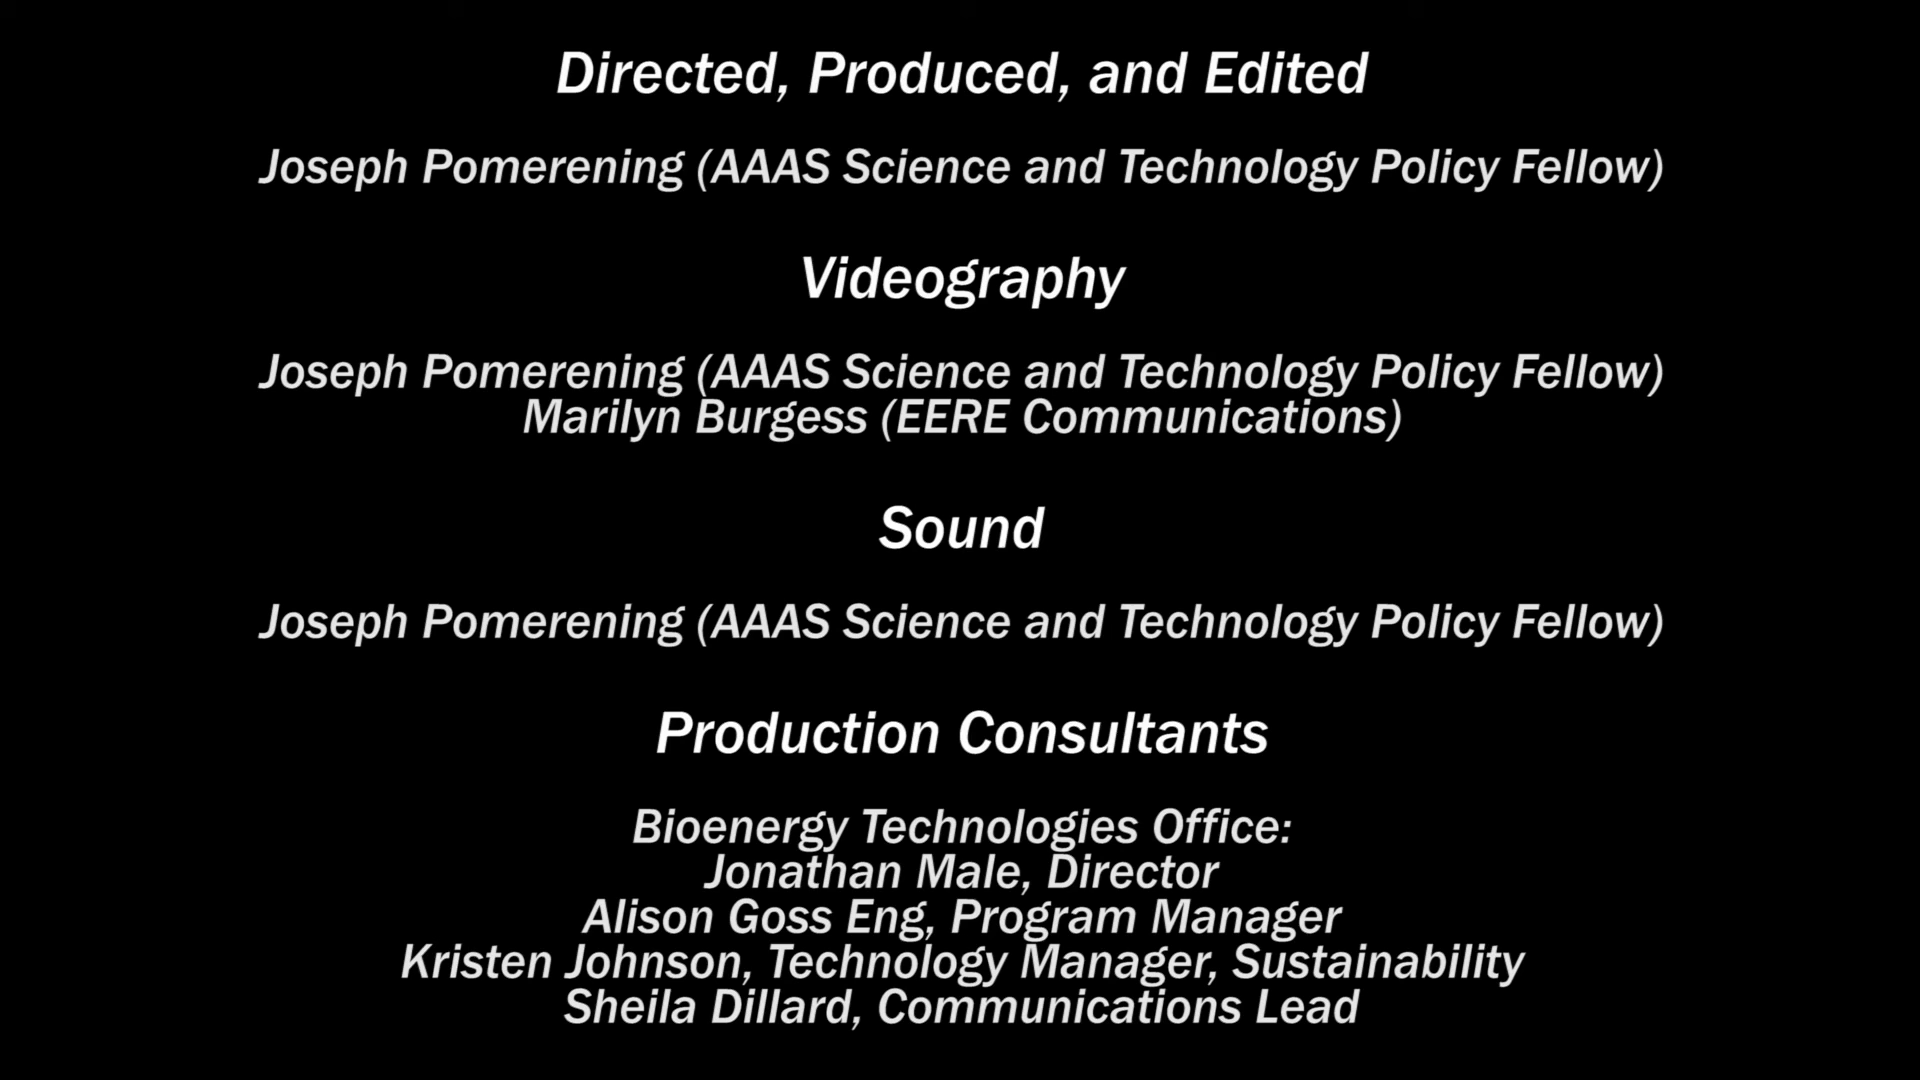 Directed, Produced, and Edited
Joseph Pomerening (AAAS Science and Technology Policy Fellow)
Videography
Joseph Pomerening (AAAS Science and Technology Policy Fellow)
Marilyn Burgess (EERE Communications)
Sound
Joseph Pomerening (AAAS Science and Technology Policy Fellow)
Production Consultants
Bioenergy Technologies Office:
Jonathan Male, Director
Alison Goss Eng, Program Manager
Kristen Johnson, Technology Manager, Sustainability
Sheila Dillard, Communications Lead